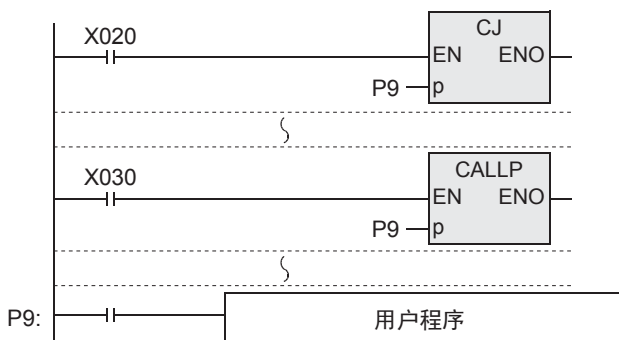 X020
CJ
EN ENO
P9 p
X030
CALLP
EN ENO
P9 p
P9:
用户程序